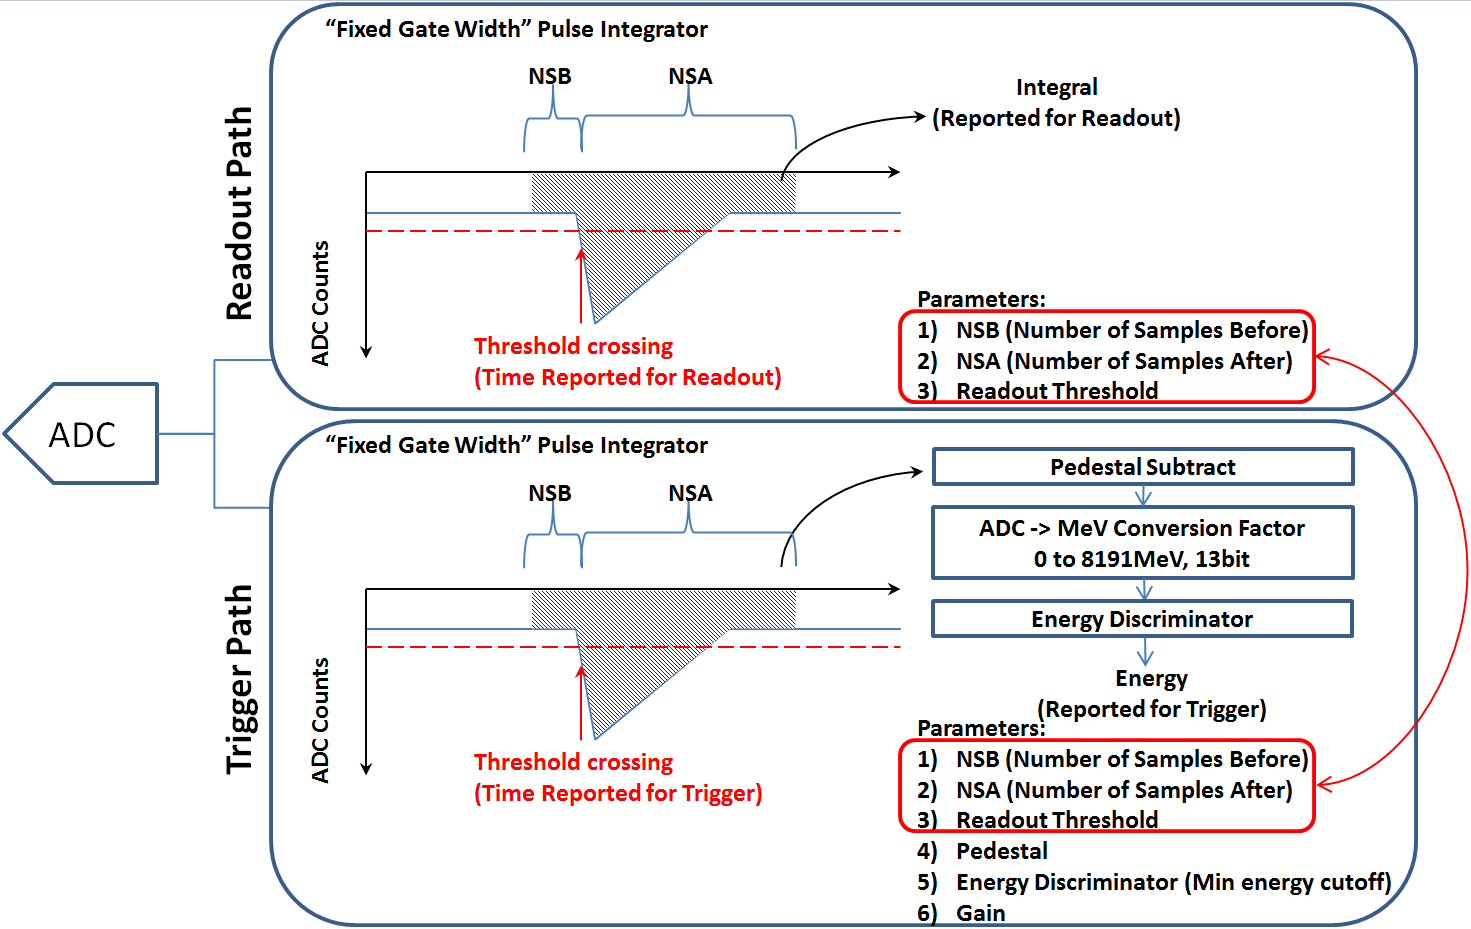 “Fixed Gate Width” Pulse Integrator
NSB
NSA
Integral
(Reported for Readout)
Readout Path
ADC Counts
Threshold crossing
(Time Reported for Readout)
Parameters:
1) NSB (Number of Samples Before)
2) NSA (Number of Samples After)
3) Readout Threshold
ADC
“Fixed Gate Width” Pulse Integrator
NSB
NSA
Pedestal Subtract
ADC -> MeV Conversion Factor
0 to 8191MeV, 13bit
Energy Discriminator
Energy
(Reported for Trigger)
Trigger Path
ADC Counts
Threshold crossing
(Time Reported for Trigger)
Parameters:
1) NSB (Number of Samples Before)
2) NSA (Number of Samples After)
3) Readout Threshold
4) Pedestal
5) Energy Discriminator (Min energy cutoff)
6) Gain